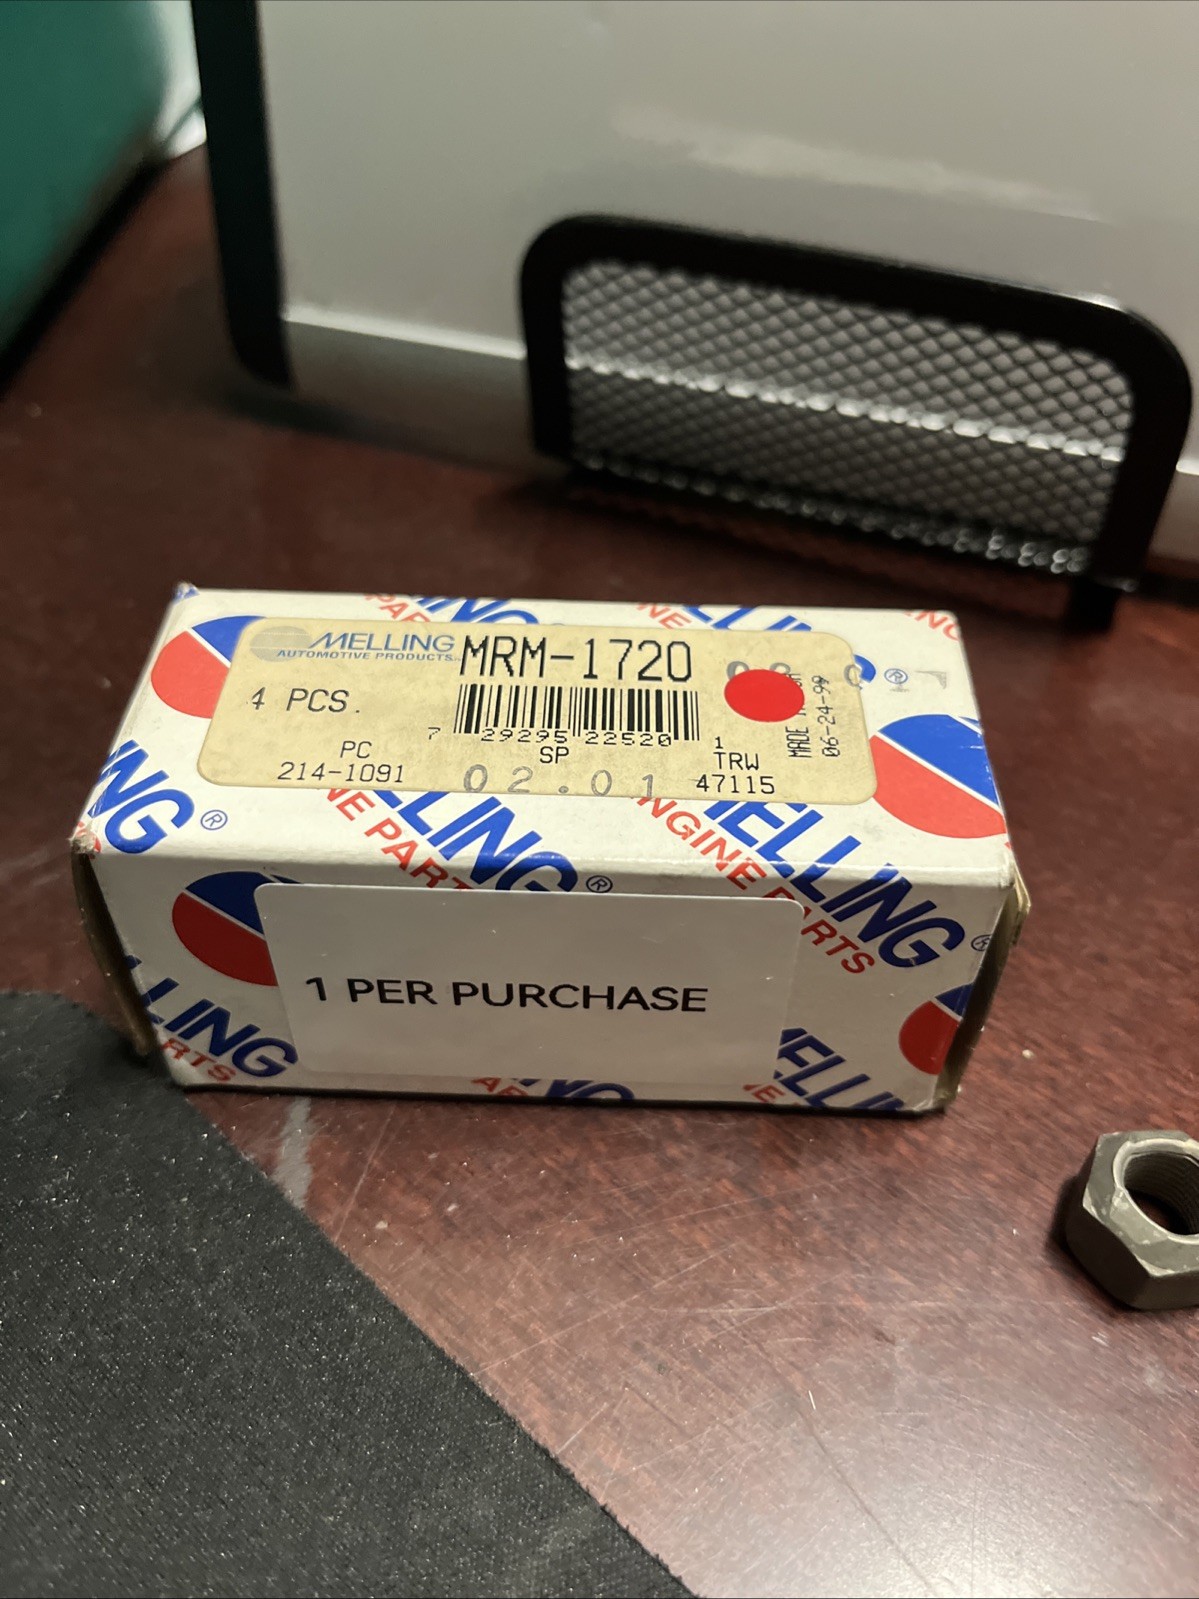 MELLING
AUTOMOTIVE PRODUCTS
MRM-1720
4 PCS.
7 29295 22520
PC
214-1091
SP
1
TRW
47115
02.01
MADE
06-24-99
MELLING®
ENGINE PARTS
1 PER PURCHASE